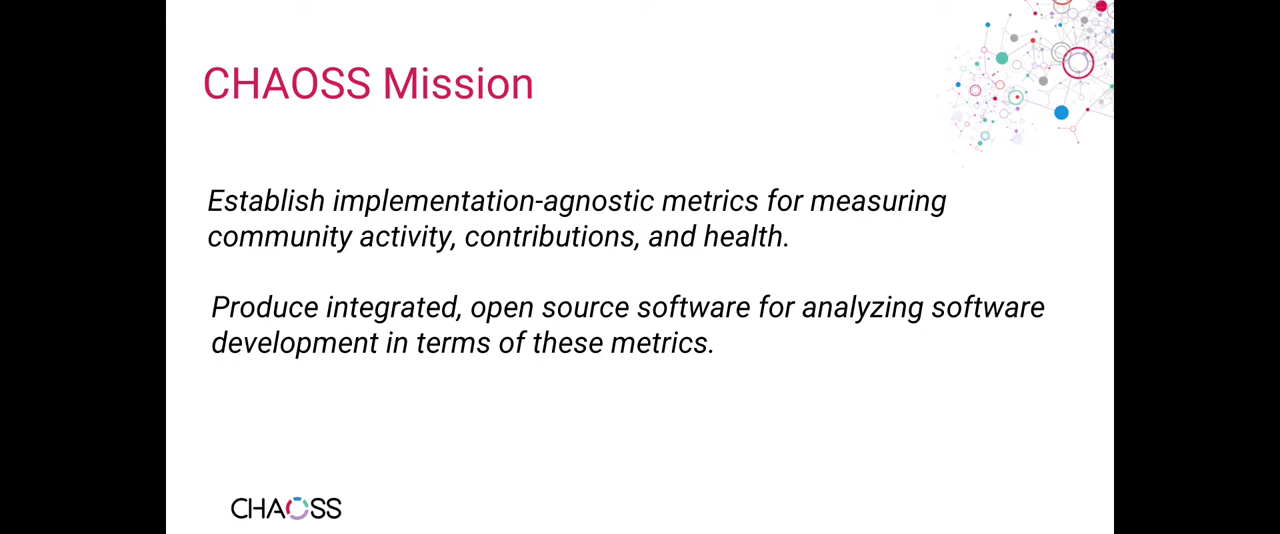 CHAOSS Mission
Establish implementation-agnostic metrics for measuring
community activity, contributions, and health.
Produce integrated, open source software for analyzing software
development in terms of these metrics.
CHAOSS